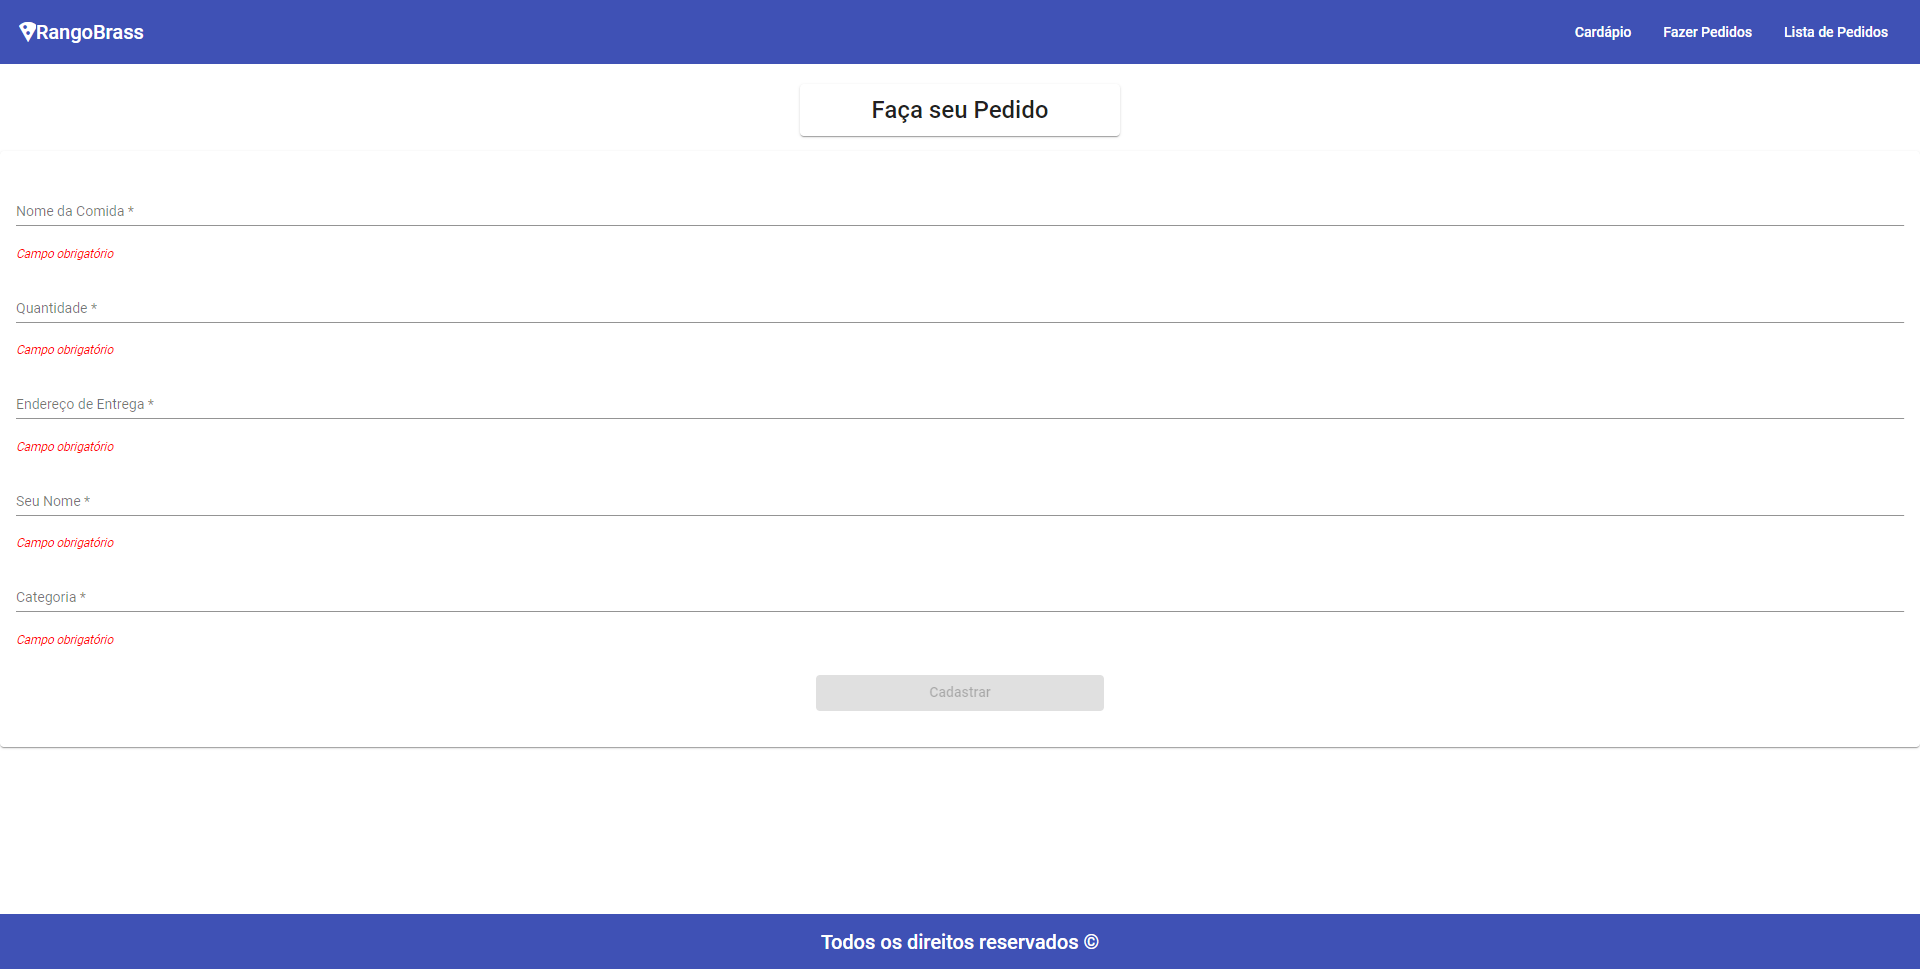 RangoBrass
Cardápio
Fazer Pedidos
Lista de Pedidos
Faça seu Pedido
Nome da Comida *
Campo obrigatório
Quantidade *
Campo obrigatório
Endereço de Entrega *
Campo obrigatório
Seu Nome *
Campo obrigatório
Categoria *
Campo obrigatório
Cadastrar
Todos os direitos reservados ©